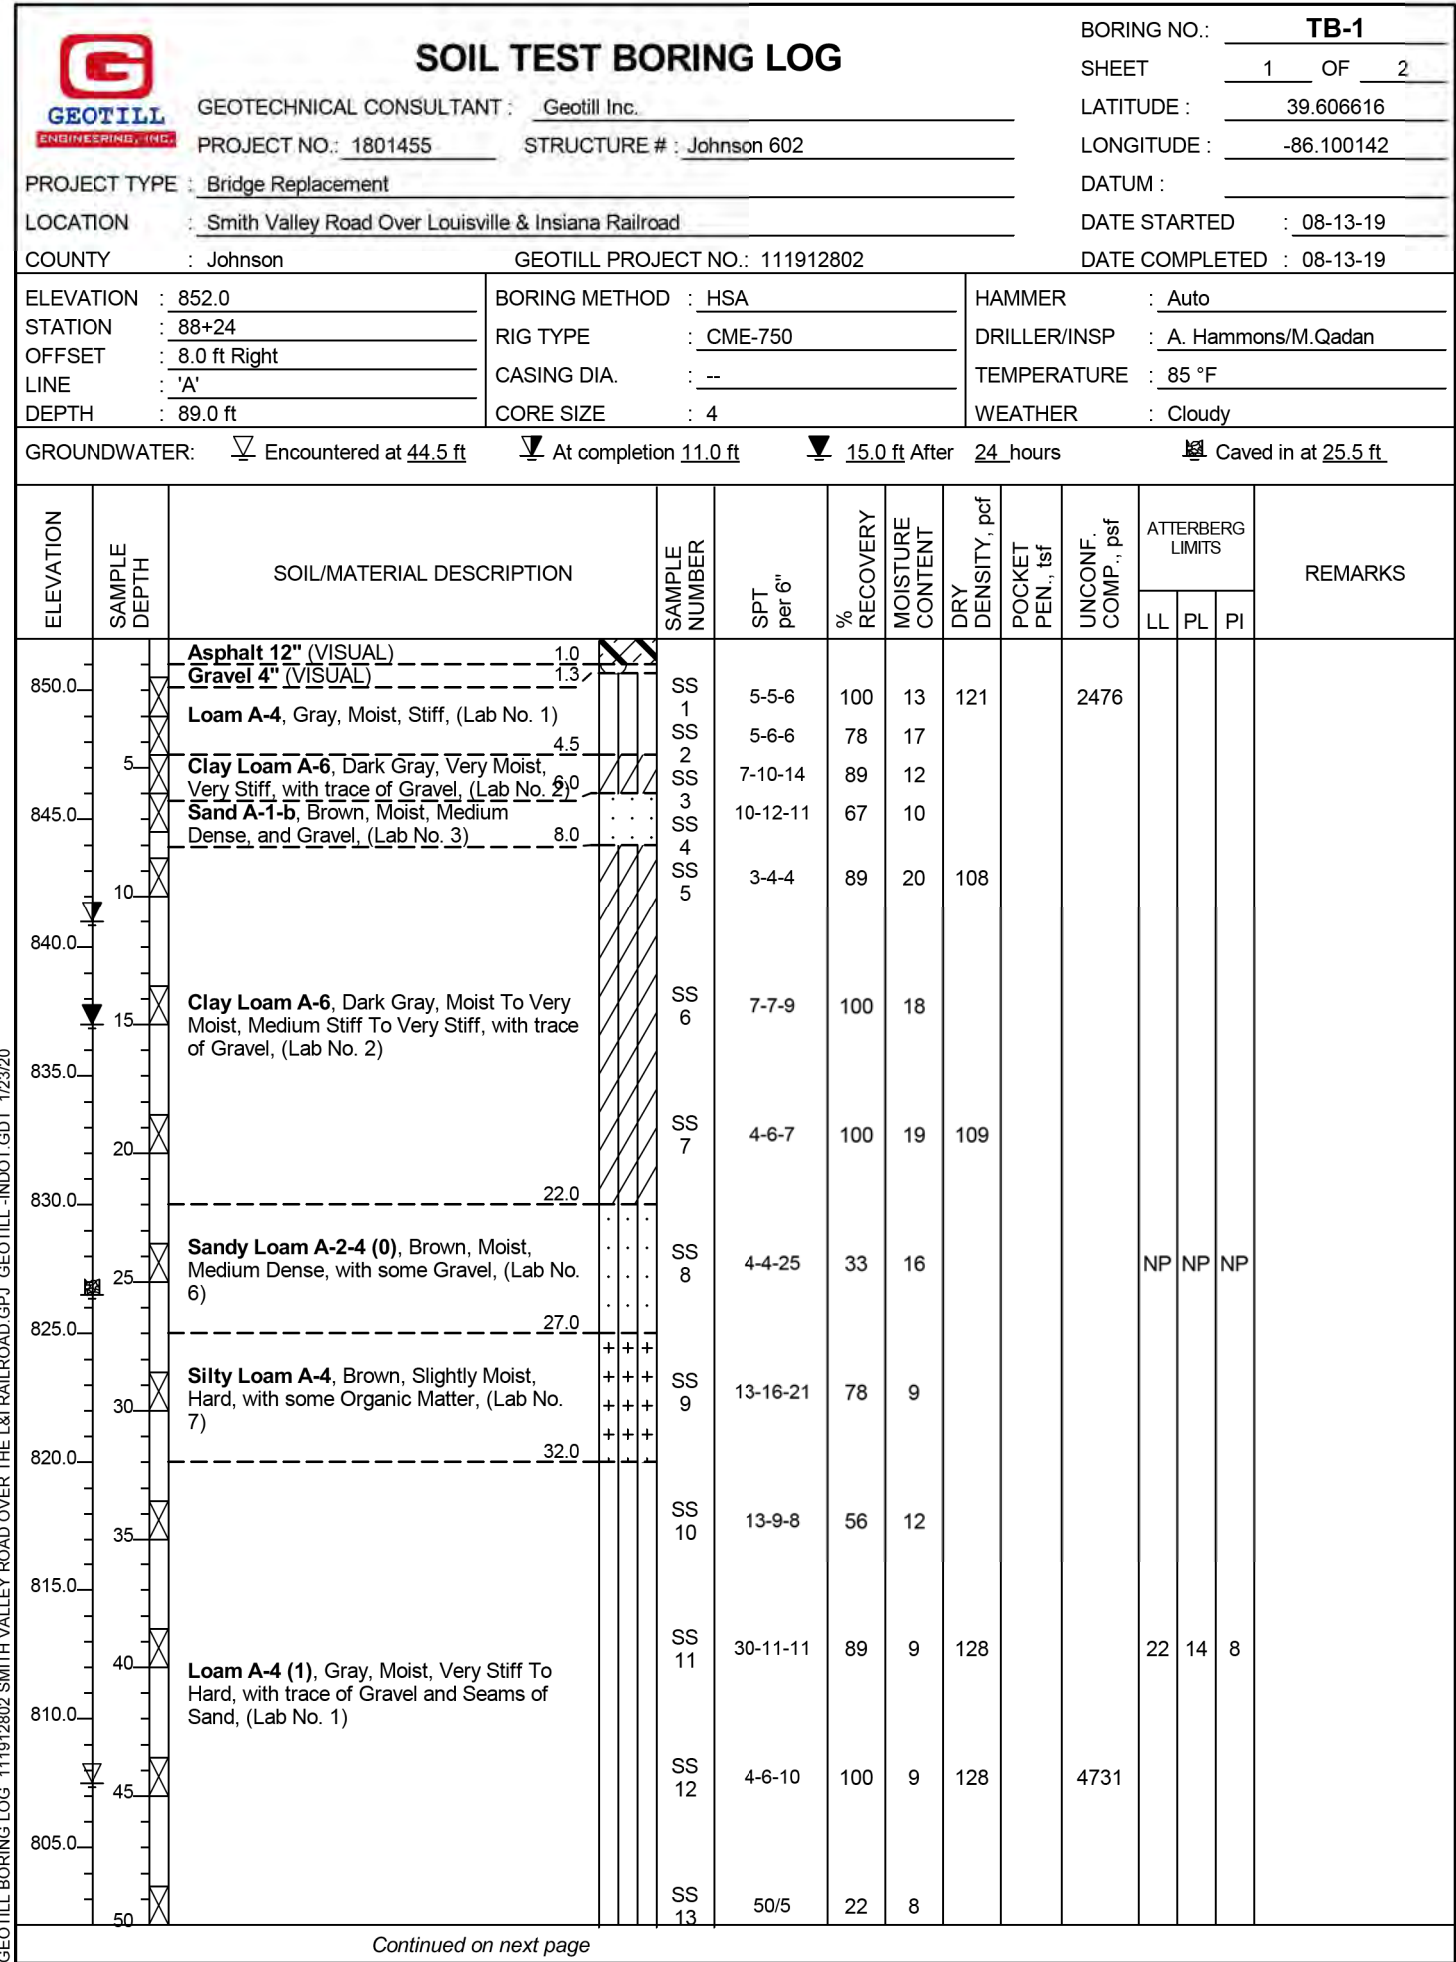 GEOTILL
ENGINEERING, INC.
SOIL TEST BORING LOG
BORING NO.: TB-1
SHEET 1 OF 2
GEOTECHNICAL CONSULTANT : Geotill Inc.
LATITUDE : 39.606616
PROJECT NO.: 1801455 STRUCTURE # : Johnson 602
LONGITUDE : -86.100142
PROJECT TYPE : Bridge Replacement
DATUM :
LOCATION : Smith Valley Road Over Louisville & Insiana Railroad
DATE STARTED : 08-13-19
COUNTY : Johnson GEOTILL PROJECT NO.: 111912802
DATE COMPLETED : 08-13-19
ELEVATION : 852.0
STATION : 88+24
OFFSET : 8.0 ft Right
LINE : 'A'
DEPTH : 89.0 ft
BORING METHOD : HSA
RIG TYPE : CME-750
CASING DIA. : --
CORE SIZE : 4
HAMMER : Auto
DRILLER/INSP : A. Hammons/M.Qadan
TEMPERATURE : 85 °F
WEATHER : Cloudy
GROUNDWATER: Encountered at 44.5 ft At completion 11.0 ft 15.0 ft After 24 hours Caved in at 25.5 ft
ELEVATION
SAMPLE DEPTH
SOIL/MATERIAL DESCRIPTION
SAMPLE NUMBER
SPT per 6"
% RECOVERY
MOISTURE CONTENT
DRY DENSITY, pcf
POCKET PEN., tsf
UNCONF. COMP., psf
ATTERBERG LIMITS
LL PL PI
REMARKS
Asphalt 12" (VISUAL) 1.0
Gravel 4" (VISUAL) 1.3
850.0
SS 1 5-5-6 100 13 121 2476
Loam A-4, Gray, Moist, Stiff, (Lab No. 1)
4.5
SS 2 5-6-6 78 17
5
Clay Loam A-6, Dark Gray, Very Moist,
Very Stiff, with trace of Gravel, (Lab No. 2) 6.0
SS 3 7-10-14 89 12
845.0
Sand A-1-b, Brown, Moist, Medium
Dense, and Gravel, (Lab No. 3) 8.0
SS 4 10-12-11 67 10
SS 5 3-4-4 89 20 108
10
840.0
Clay Loam A-6, Dark Gray, Moist To Very
Moist, Medium Stiff To Very Stiff, with trace
of Gravel, (Lab No. 2)
SS 6 7-7-9 100 18
15
835.0
SS 7 4-6-7 100 19 109
20
830.0
22.0
Sandy Loam A-2-4 (0), Brown, Moist,
Medium Dense, with some Gravel, (Lab No.
6)
SS 8 4-4-25 33 16 NP NP NP
25
825.0
27.0
Silty Loam A-4, Brown, Slightly Moist,
Hard, with some Organic Matter, (Lab No.
7)
SS 9 13-16-21 78 9
30
820.0
32.0
SS 10 13-9-8 56 12
35
815.0
SS 11 30-11-11 89 9 128 22 14 8
40
Loam A-4 (1), Gray, Moist, Very Stiff To
Hard, with trace of Gravel and Seams of
Sand, (Lab No. 1)
810.0
SS 12 4-6-10 100 9 128 4731
45
805.0
SS 13 50/5 22 8
50
Continued on next page
GEOTILL BORING LOG 111912802 SMITH VALLEY ROAD OVER THE L&I RAILROAD.GPJ GEOTILL -INDOT.GDT 1/23/20